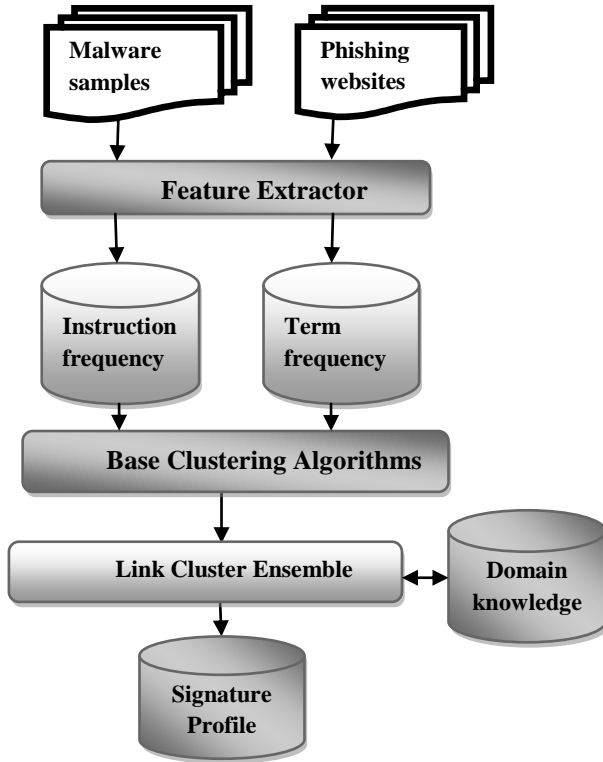 Malware
samples
Phishing
websites
Feature Extractor
Instruction
frequency
Term
frequency
Base Clustering Algorithms
Link Cluster Ensemble
Domain
knowledge
Signature
Profile